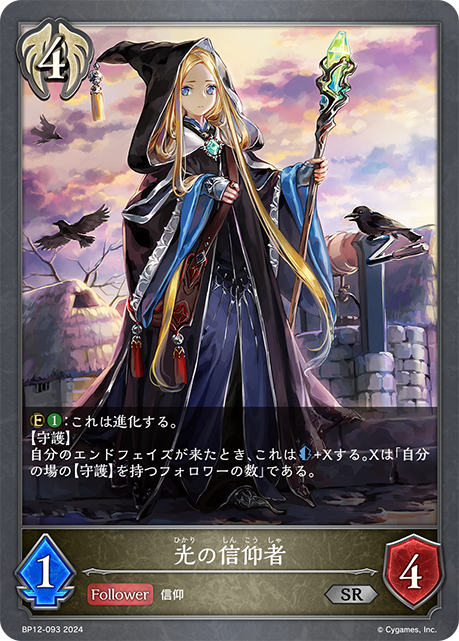 4
E 1:これは進化する。
【守護】
自分のエンドフェイズが来たとき、これは+Xする。Xは「自分
の場の【守護】を持つフォロワーの数」である。
ひかり しんこうしゃ
光の信仰者
1
Follower 信仰
SR
4
BP12-093 2024
© Cygames, Inc.